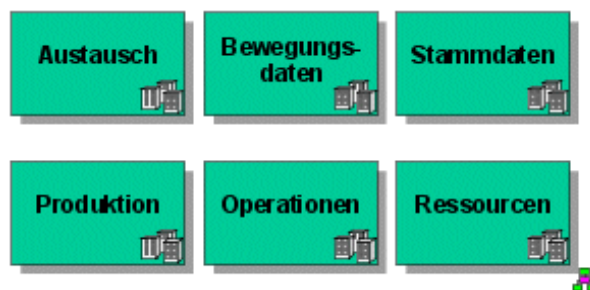 Austausch
Bewegungs-
daten
Stammdaten
Produktion
Operationen
Ressourcen